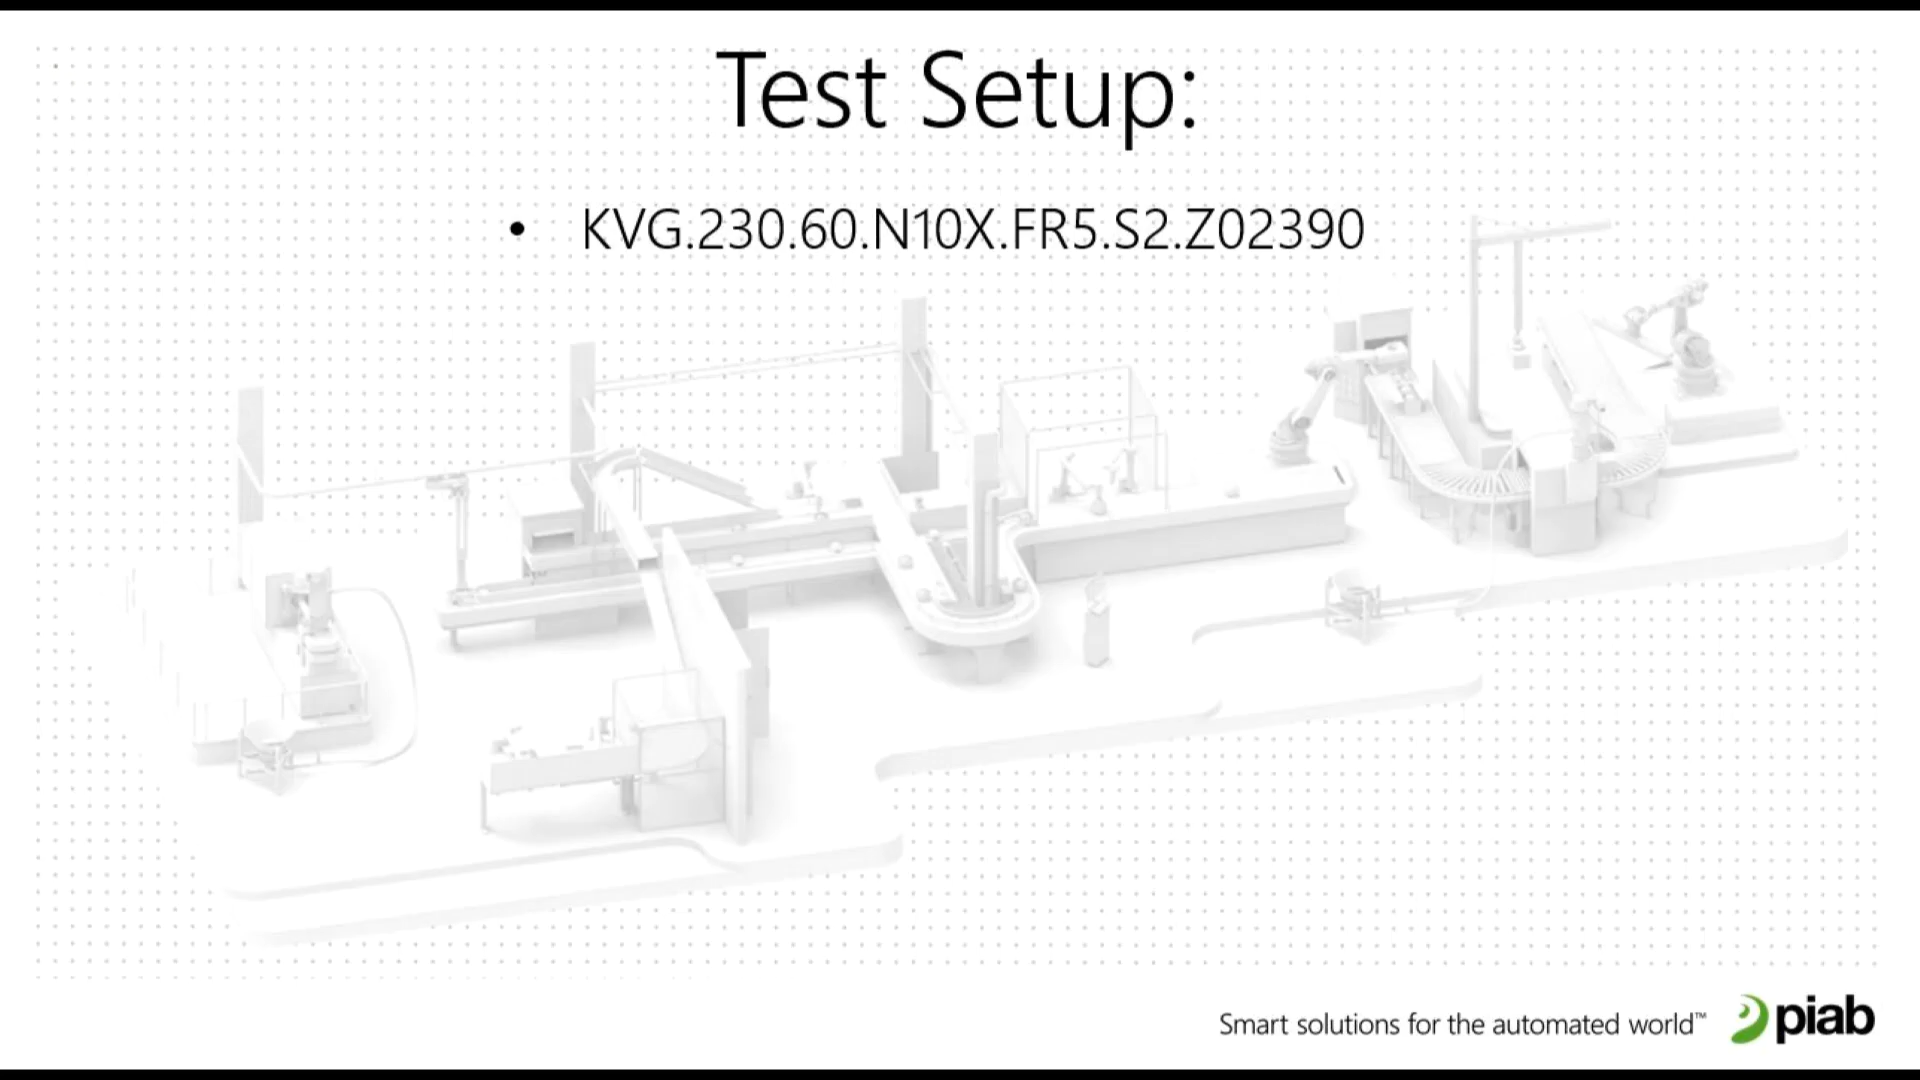 Test Setup:
• KVG.230.60.N10X.FR5.S2.Z02390
Smart solutions for the automated world™
piab